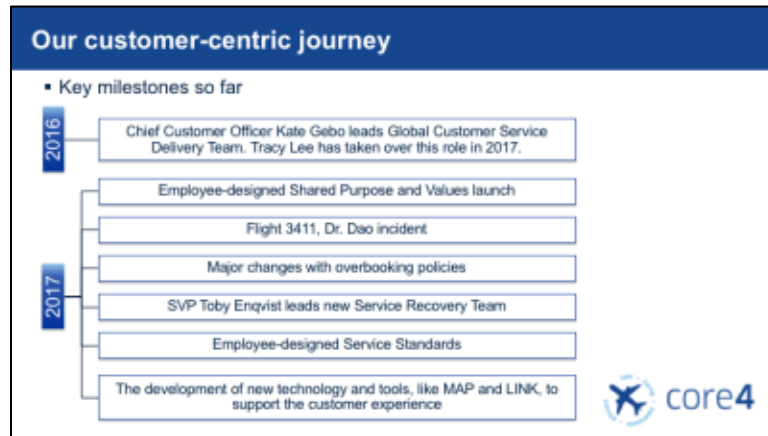 Our customer-centric journey
▪ Key milestones so far
2016
Chief Customer Officer Kate Gebo leads Global Customer Service
Delivery Team. Tracy Lee has taken over this role in 2017.
2017
Employee-designed Shared Purpose and Values launch
Flight 3411, Dr. Dao incident
Major changes with overbooking policies
SVP Toby Enqvist leads new Service Recovery Team
Employee-designed Service Standards
The development of new technology and tools, like MAP and LINK, to
support the customer experience
core4